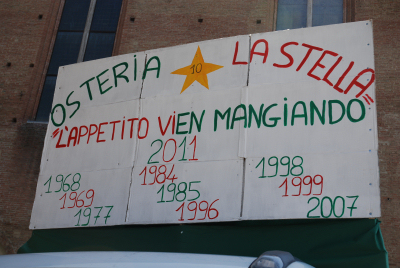 OSTERIA 10 LA STELLA"
"L'APPETITO VIEN MANGIANDO"
2011
1968 1984 1998
1969 1985 1999
1977 1996 2007